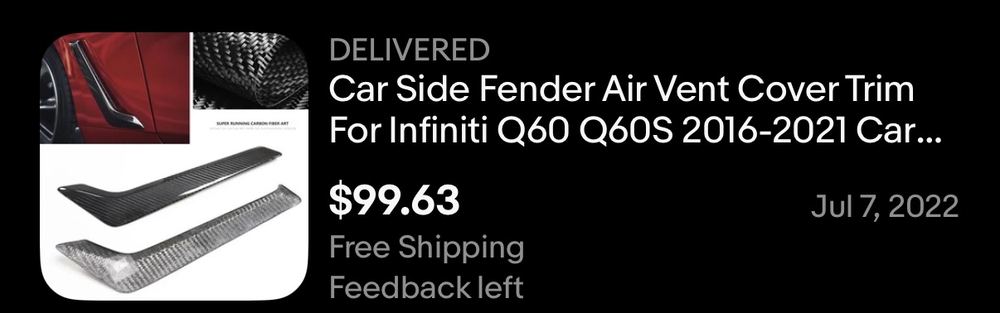 DELIVERED
Car Side Fender Air Vent Cover Trim
For Infiniti Q60 Q60S 2016-2021 Car...
$99.63
Jul 7, 2022
Free Shipping
Feedback left
SUPER RUNNING CARBON FIBER ART